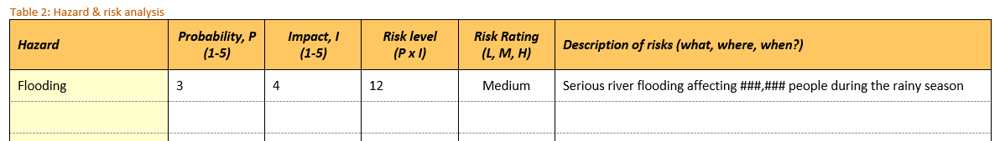 Table 2: Hazard & risk analysis
Hazard
Probability, P
(1-5)
Impact, I
(1-5)
Risk level
(P x I)
Risk Rating
(L, M, H)
Description of risks (what, where, when?)
Flooding
3
4
12
Medium
Serious river flooding affecting ###,### people during the rainy season